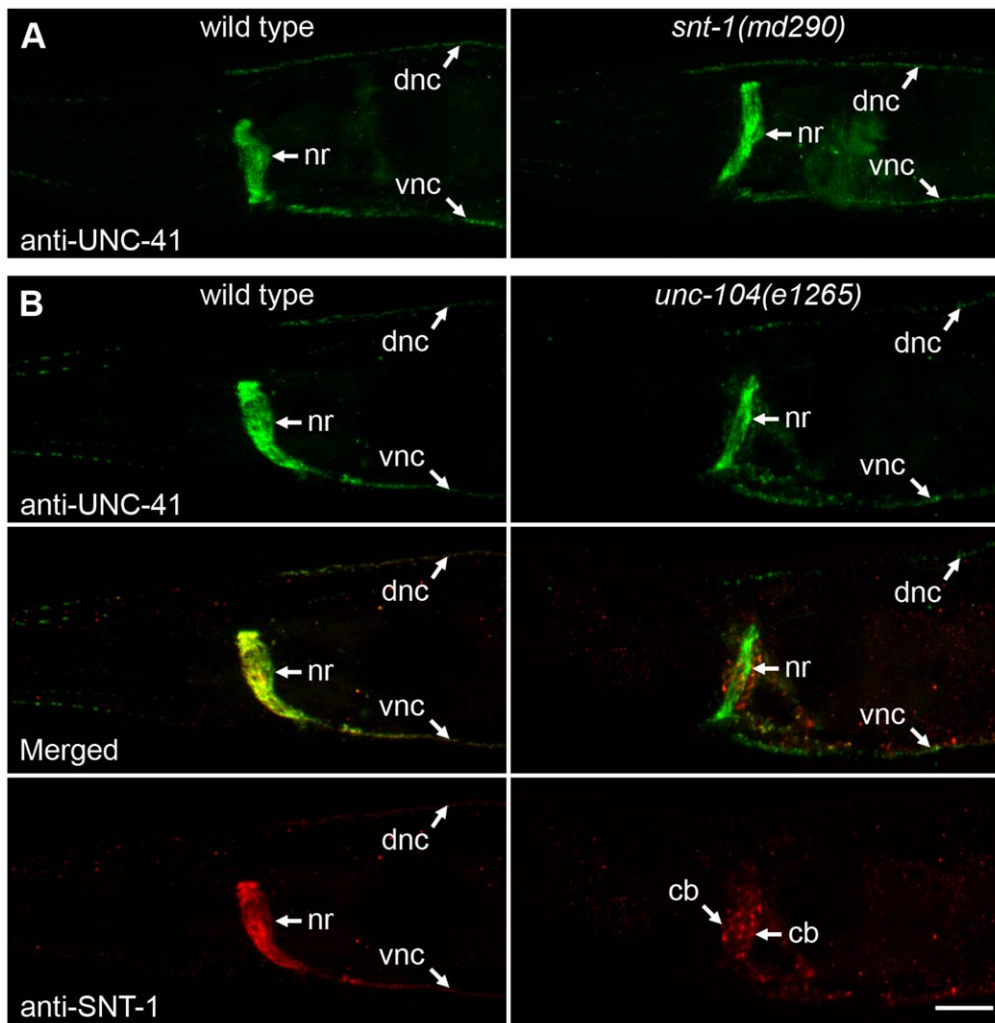 A
wild type
snt-1(md290)
dnc
dnc
nr
nr
vnc
vnc
anti-UNC-41
B
wild type
unc-104(e1265)
dnc
dnc
nr
nr
vnc
vnc
anti-UNC-41
dnc
dnc
nr
nr
vnc
vnc
Merged
dnc
cb
nr
cb
vnc
anti-SNT-1